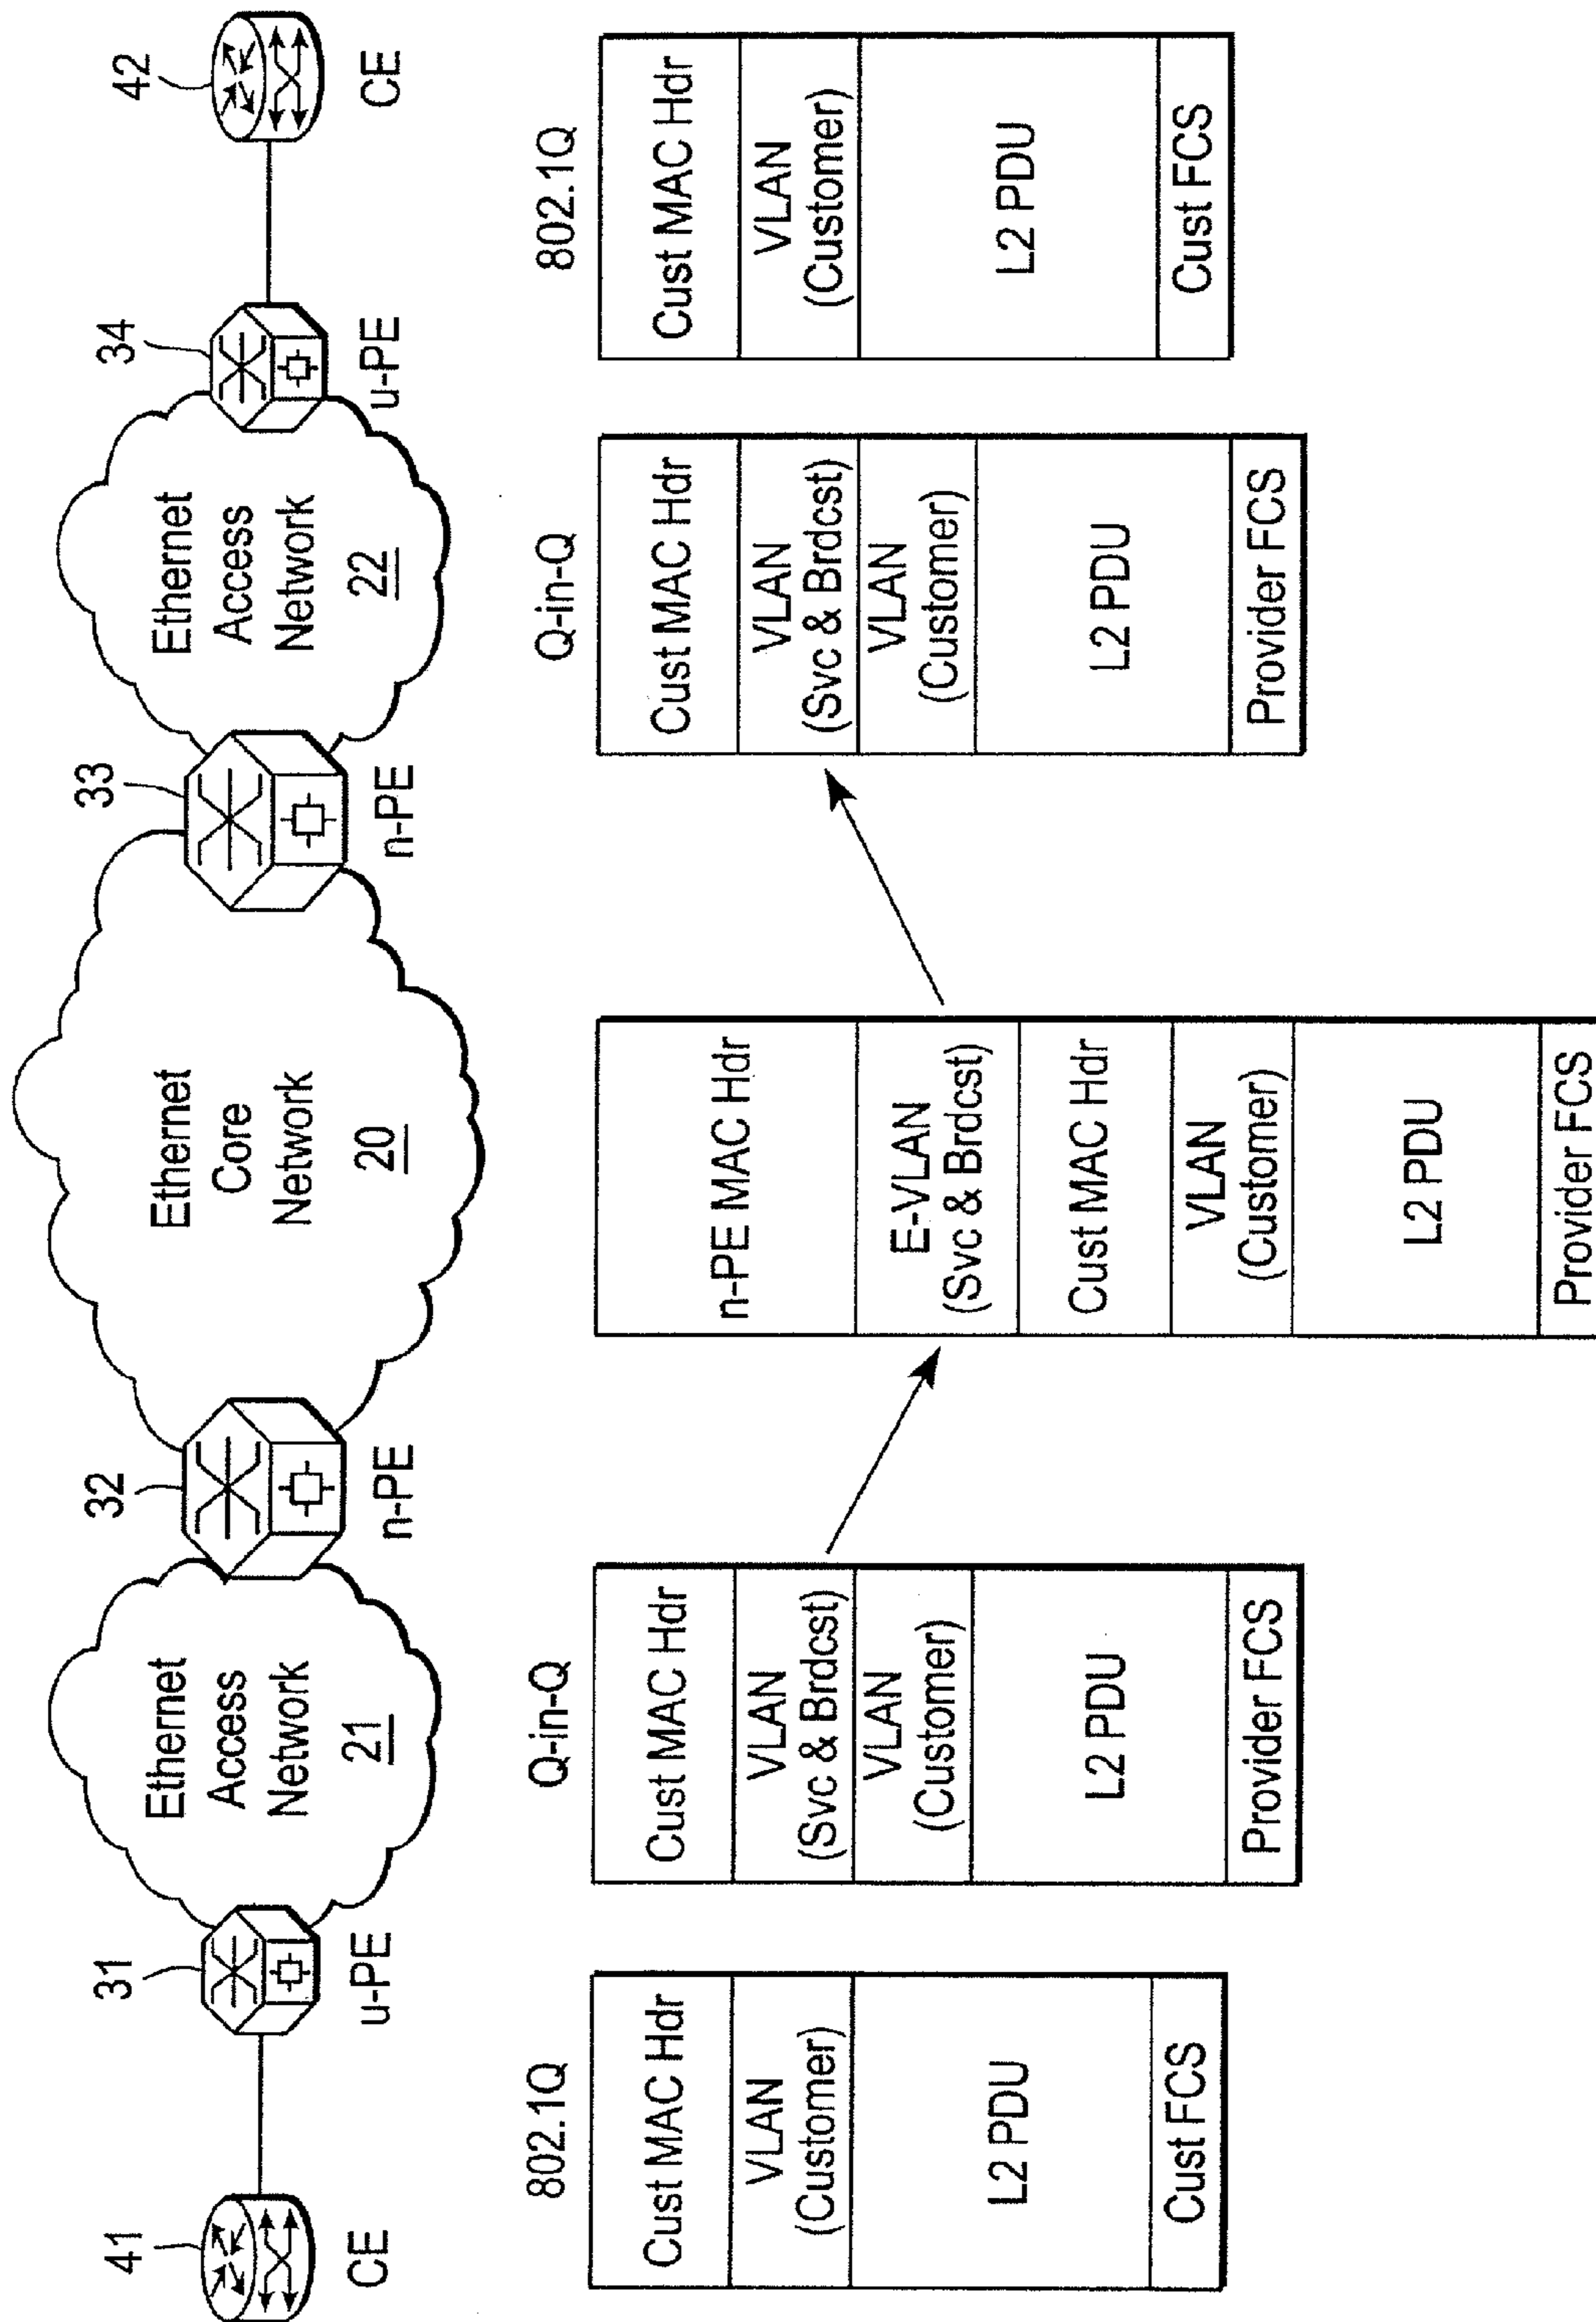 41
CE
31
u-PE
Ethernet
Access
Network
21
32
n-PE
Ethernet
Core
Network
20
33
n-PE
Ethernet
Access
Network
22
34
u-PE
42
CE
802.1Q
Cust MAC Hdr
VLAN
(Customer)
L2 PDU
Cust FCS
Q-in-Q
Cust MAC Hdr
VLAN
(Svc & Brdcst)
VLAN
(Customer)
L2 PDU
Provider FCS
n-PE MAC Hdr
E-VLAN
(Svc & Brdcst)
Cust MAC Hdr
VLAN
(Customer)
L2 PDU
Provider FCS
Q-in-Q
Cust MAC Hdr
VLAN
(Svc & Brdcst)
VLAN
(Customer)
L2 PDU
Provider FCS
802.1Q
Cust MAC Hdr
VLAN
(Customer)
L2 PDU
Cust FCS